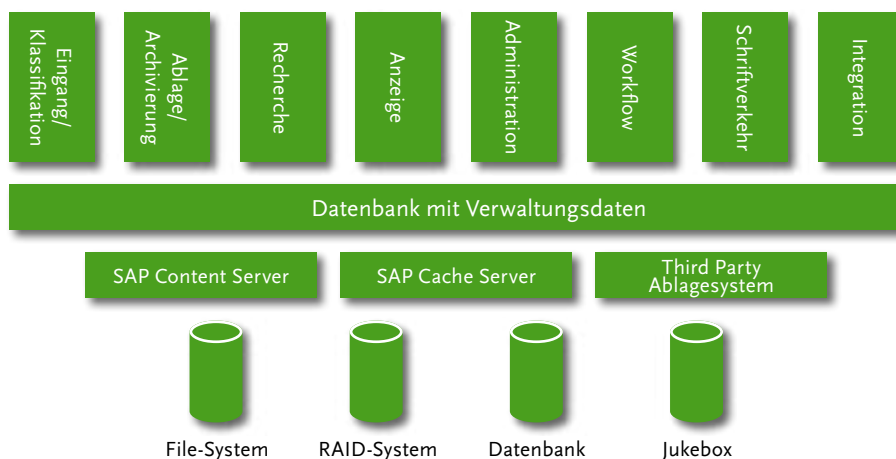 Eingang/
Klassifikation
Ablage/
Archivierung
Recherche
Anzeige
Administration
Workflow
Schriftverkehr
Integration
Datenbank mit Verwaltungsdaten
SAP Content Server
SAP Cache Server
Third Party
Ablagesystem
File-System
RAID-System
Datenbank
Jukebox